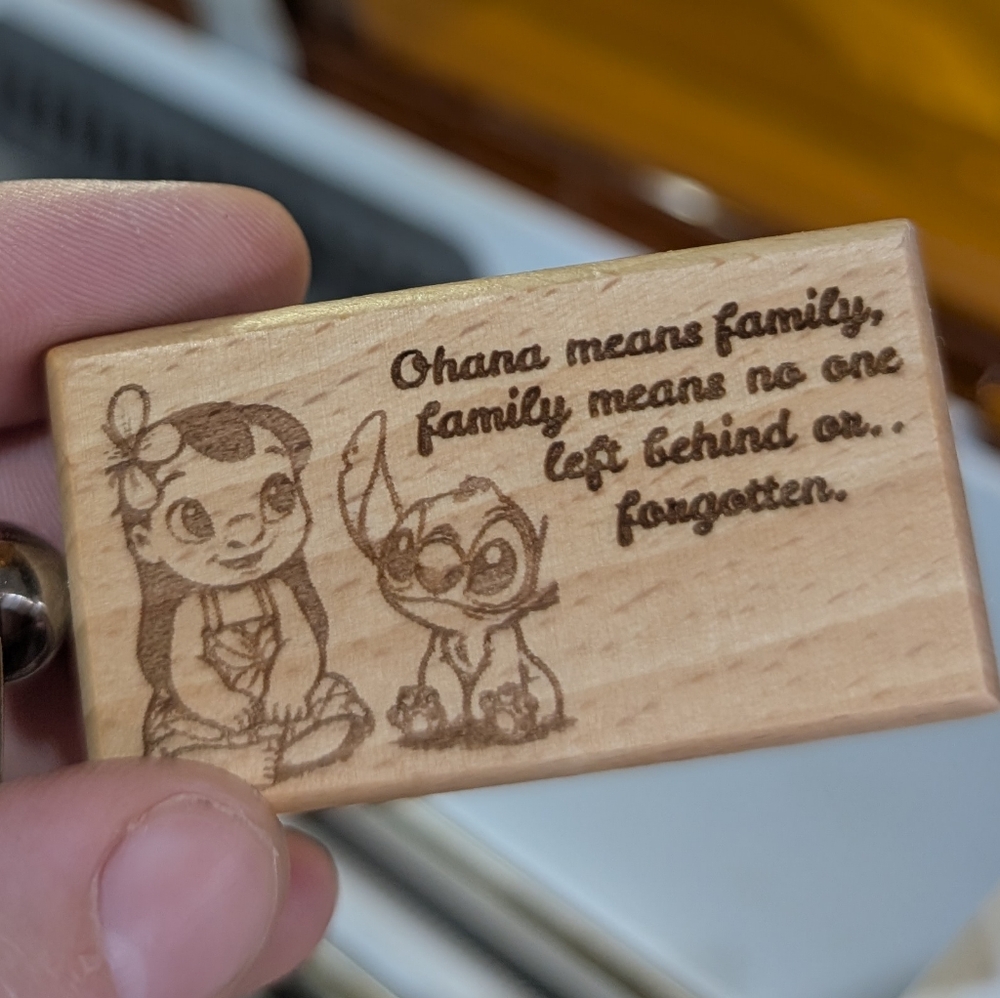 Ohana means family,
family means no one
left behind or..
forgotten.